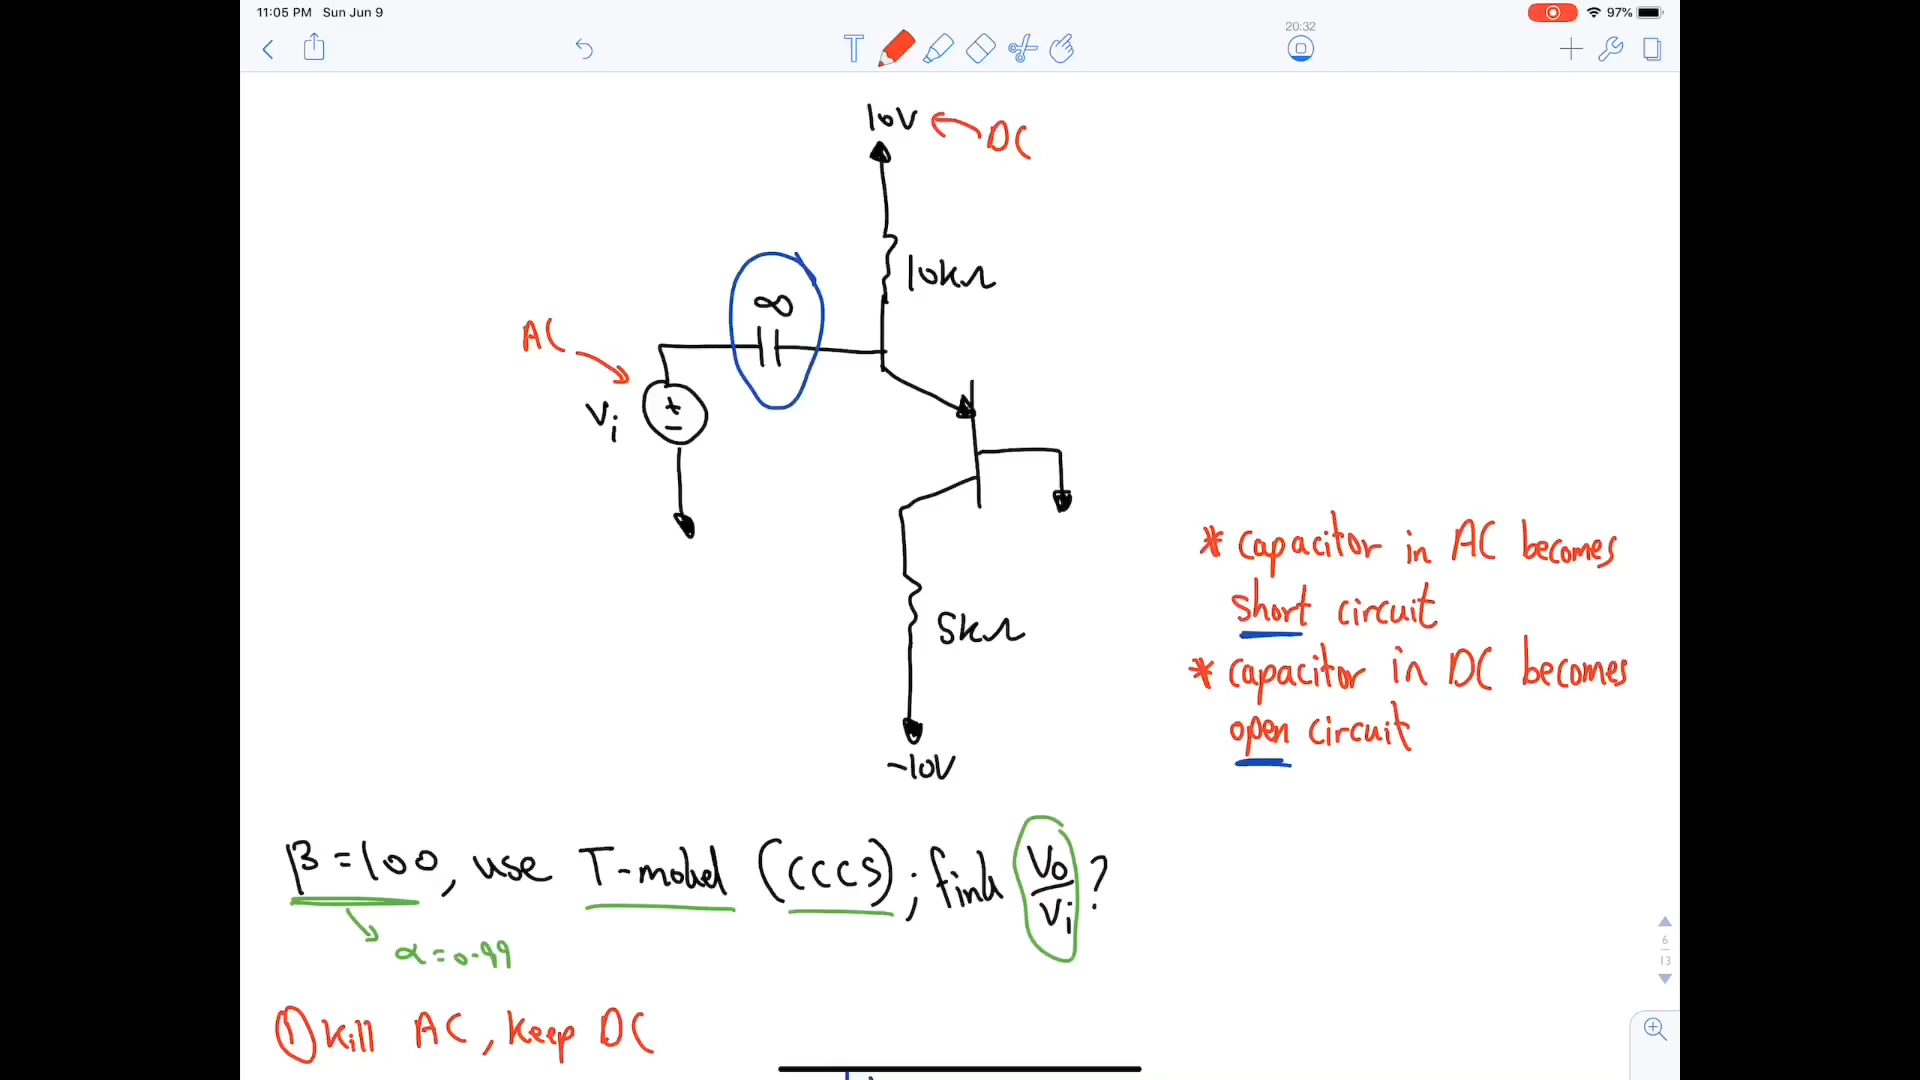 11:05 PM Sun Jun 9
97%
20:32
T
10V
DC
10kΩ
∞
AC
Vi
+
-
5kΩ
-10V
* capacitor in AC becomes
short circuit
* capacitor in DC becomes
open circuit
β=100, use T-model (CCCS); find Vo/Vi?
α=0.99
6
13
① kill AC, keep DC